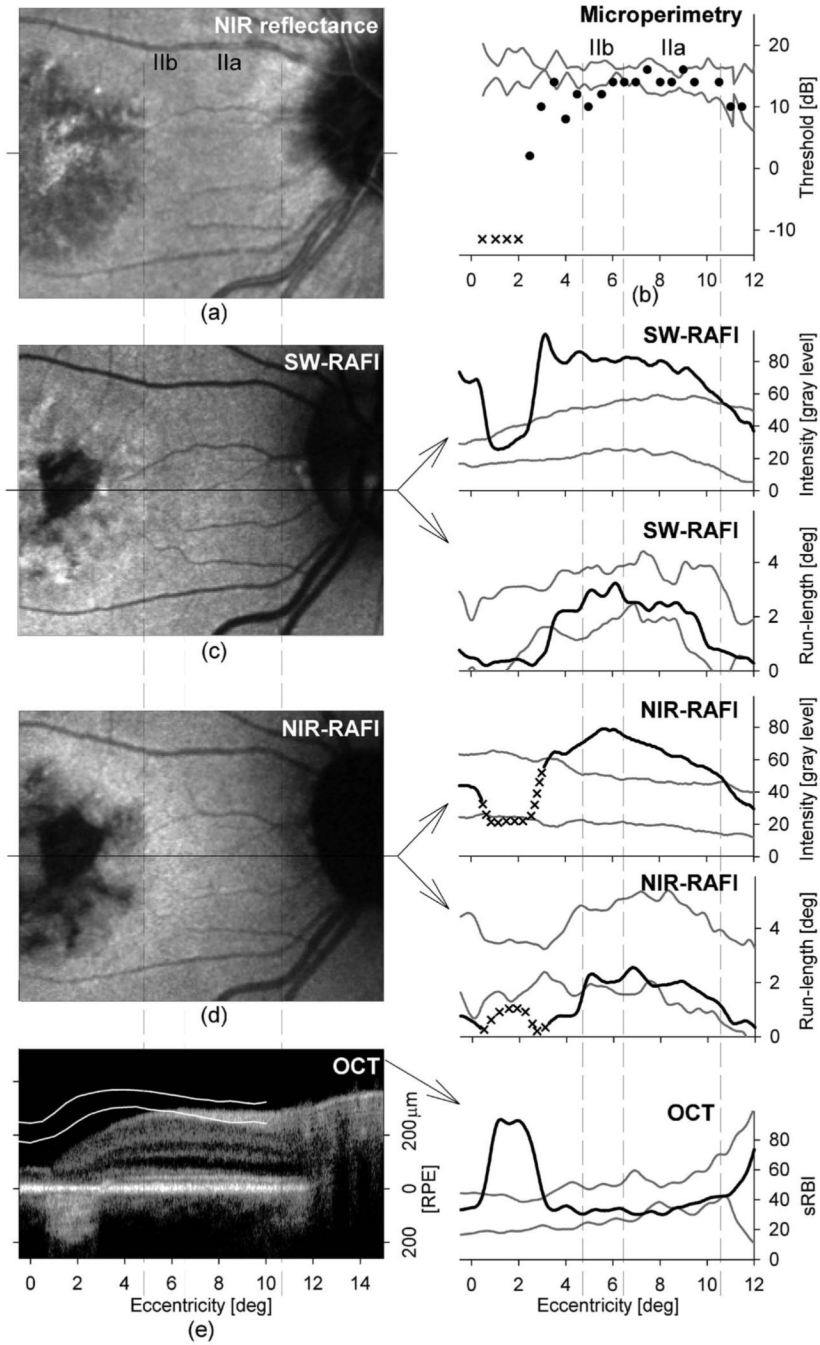 NIR reflectance
IIb IIa
(a)
Microperimetry
IIb IIa
20
10
0
-10
Threshold [dB]
0 2 4 6 8 10 12
(b)
SW-RAFI
(c)
SW-RAFI
80
60
40
20
0
Intensity [gray level]
SW-RAFI
4
2
0
Run-length [deg]
NIR-RAFI
(d)
NIR-RAFI
80
60
40
20
0
Intensity [gray level]
NIR-RAFI
4
2
0
Run-length [deg]
OCT
200 µm
0
200
[RPE]
0 2 4 6 8 10 12 14
Eccentricity [deg]
(e)
OCT
80
60
40
20
0
sRBI
0 2 4 6 8 10 12
Eccentricity [deg]